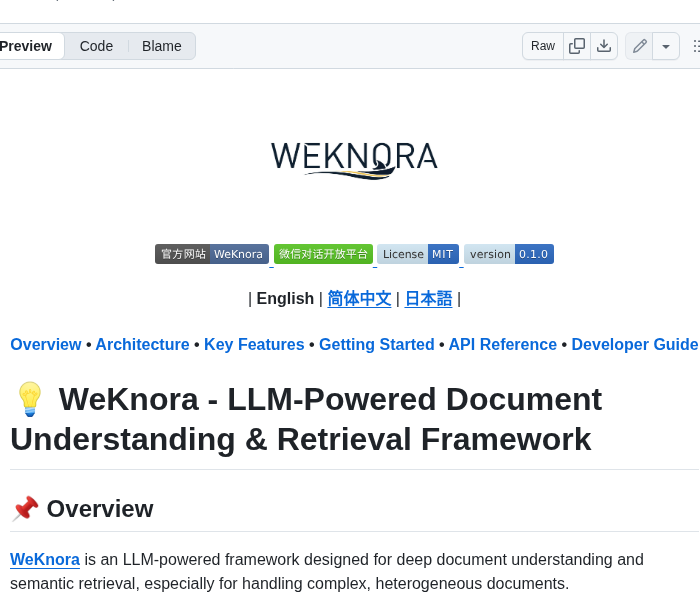 Preview Code Blame Raw
WEKNORA
官方网站 WeKnora 微信对话开放平台 License MIT version 0.1.0
| English | 简体中文 | 日本語 |
Overview • Architecture • Key Features • Getting Started • API Reference • Developer Guide
💡 WeKnora - LLM-Powered Document
Understanding & Retrieval Framework
📌 Overview
WeKnora is an LLM-powered framework designed for deep document understanding and
semantic retrieval, especially for handling complex, heterogeneous documents.